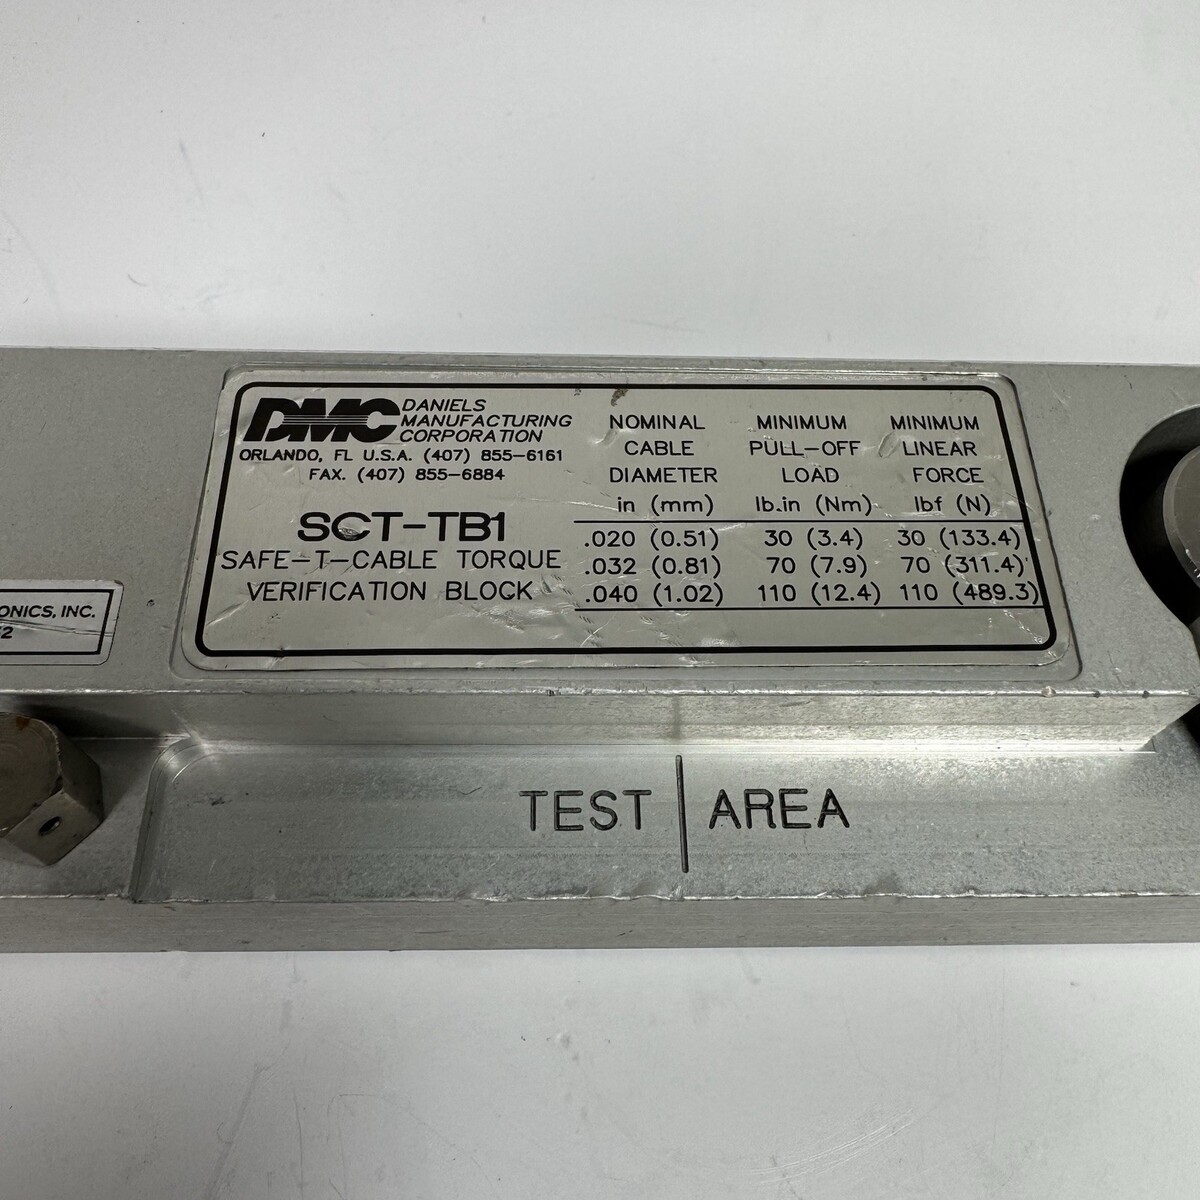 DMC DANIELS
MANUFACTURING
CORPORATION
ORLANDO, FL U.S.A. (407) 855-6161
FAX. (407) 855-6884
SCT-TB1
SAFE-T-CABLE TORQUE
VERIFICATION BLOCK
NOMINAL MINIMUM MINIMUM
CABLE PULL-OFF LINEAR
DIAMETER LOAD FORCE
in (mm) lb.in (Nm) lbf (N)
.020 (0.51) 30 (3.4) 30 (133.4)
.032 (0.81) 70 (7.9) 70 (311.4)
.040 (1.02) 110 (12.4) 110 (489.3)
INC.
TEST | AREA